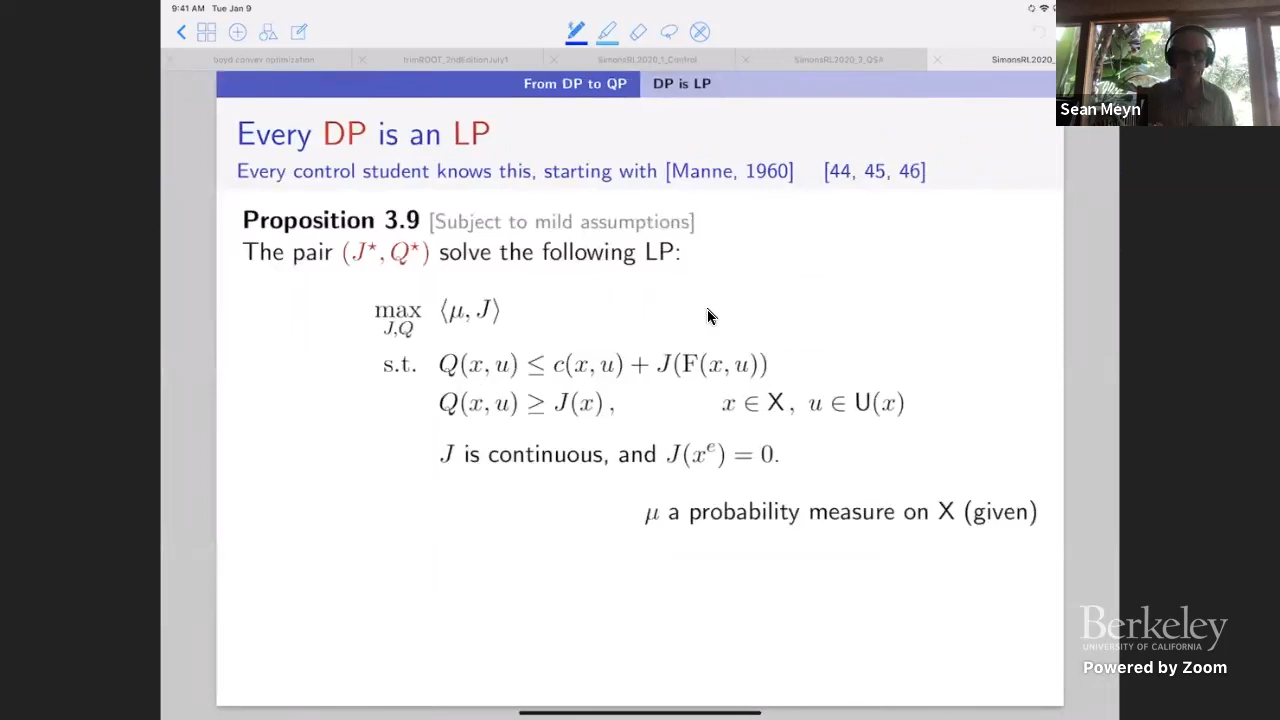 9:41 AM Tue Jan 9
boyd convex optimization
trimROOT_2ndEditionJuly1
SimonsRL2020_1_Control
SimonsRL2020_3_QSA
SimonsRL2020_
Sean Meyn
From DP to QP
DP is LP
Every DP is an LP
Every control student knows this, starting with [Manne, 1960] [44, 45, 46]
Proposition 3.9 [Subject to mild assumptions]
The pair (J⋆, Q⋆) solve the following LP:
max ⟨μ, J⟩
J,Q
s.t. Q(x, u) ≤ c(x, u) + J(F(x, u))
Q(x, u) ≥ J(x) , x ∈ X , u ∈ U(x)
J is continuous, and J(xᵉ) = 0.
μ a probability measure on X (given)
Berkeley
UNIVERSITY OF CALIFORNIA
Powered by Zoom